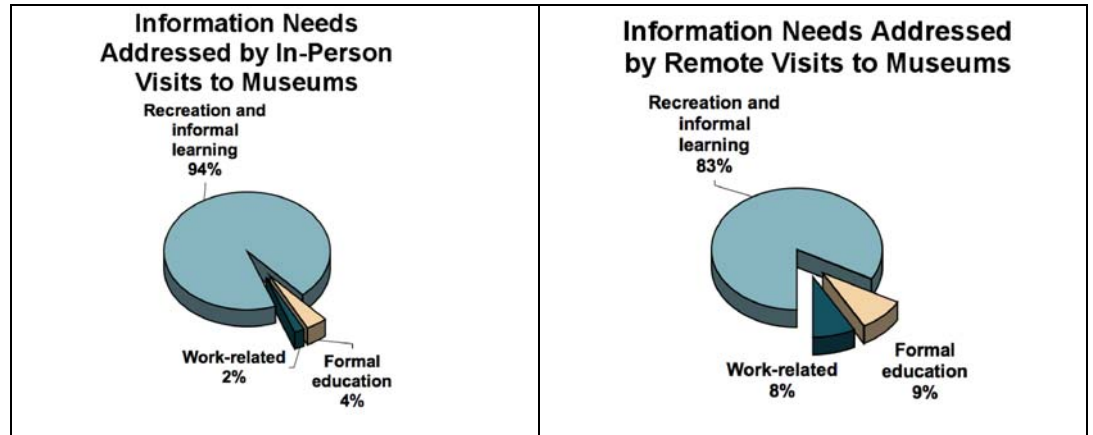 Information Needs
Addressed by In-Person
Visits to Museums
Recreation and
informal
learning
94%
Work-related
2%
Formal
education
4%
Information Needs Addressed
by Remote Visits to Museums
Recreation and
informal
learning
83%
Work-related
8%
Formal
education
9%